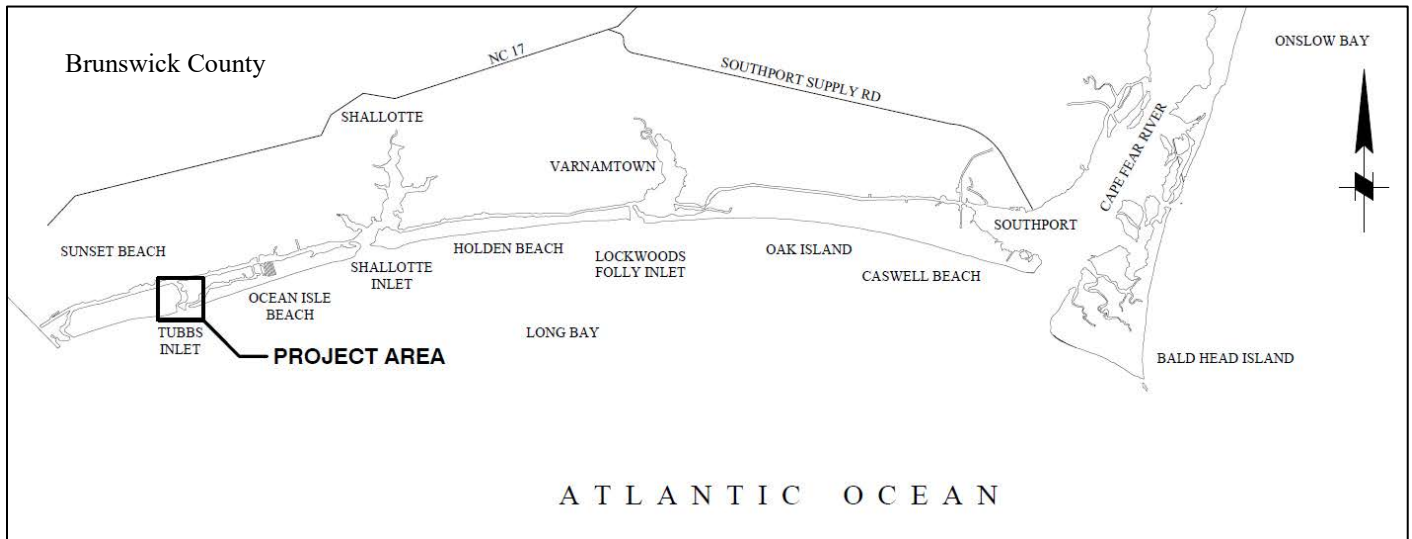 ONSLOW BAY
Brunswick County
NC 17
SOUTHPORT SUPPLY RD
SHALLOTTE
CAPE FEAR RIVER
VARNAMTOWN
SOUTHPORT
SUNSET BEACH
HOLDEN BEACH
OAK ISLAND
LOCKWOODS
FOLLY INLET
SHALLOTTE
INLET
CASWELL BEACH
OCEAN ISLE
BEACH
TUBBS
INLET
LONG BAY
PROJECT AREA
BALD HEAD ISLAND
ATLANTIC OCEAN